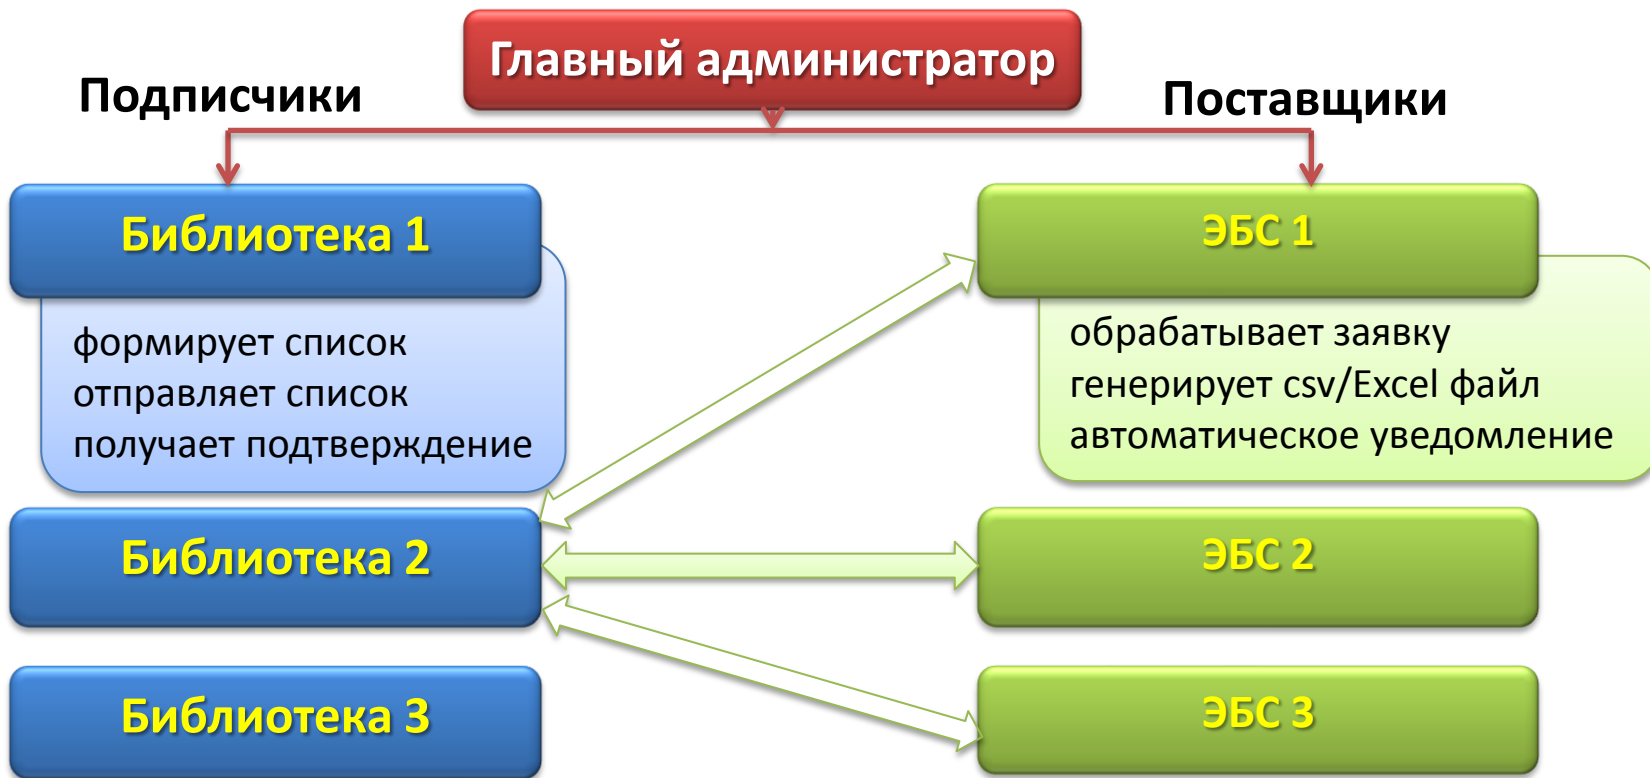 Главный администратор
Подписчики
Поставщики
Библиотека 1
формирует список
отправляет список
получает подтверждение
Библиотека 2
Библиотека 3
ЭБС 1
обрабатывает заявку
генерирует csv/Excel файл
автоматическое уведомление
ЭБС 2
ЭБС 3